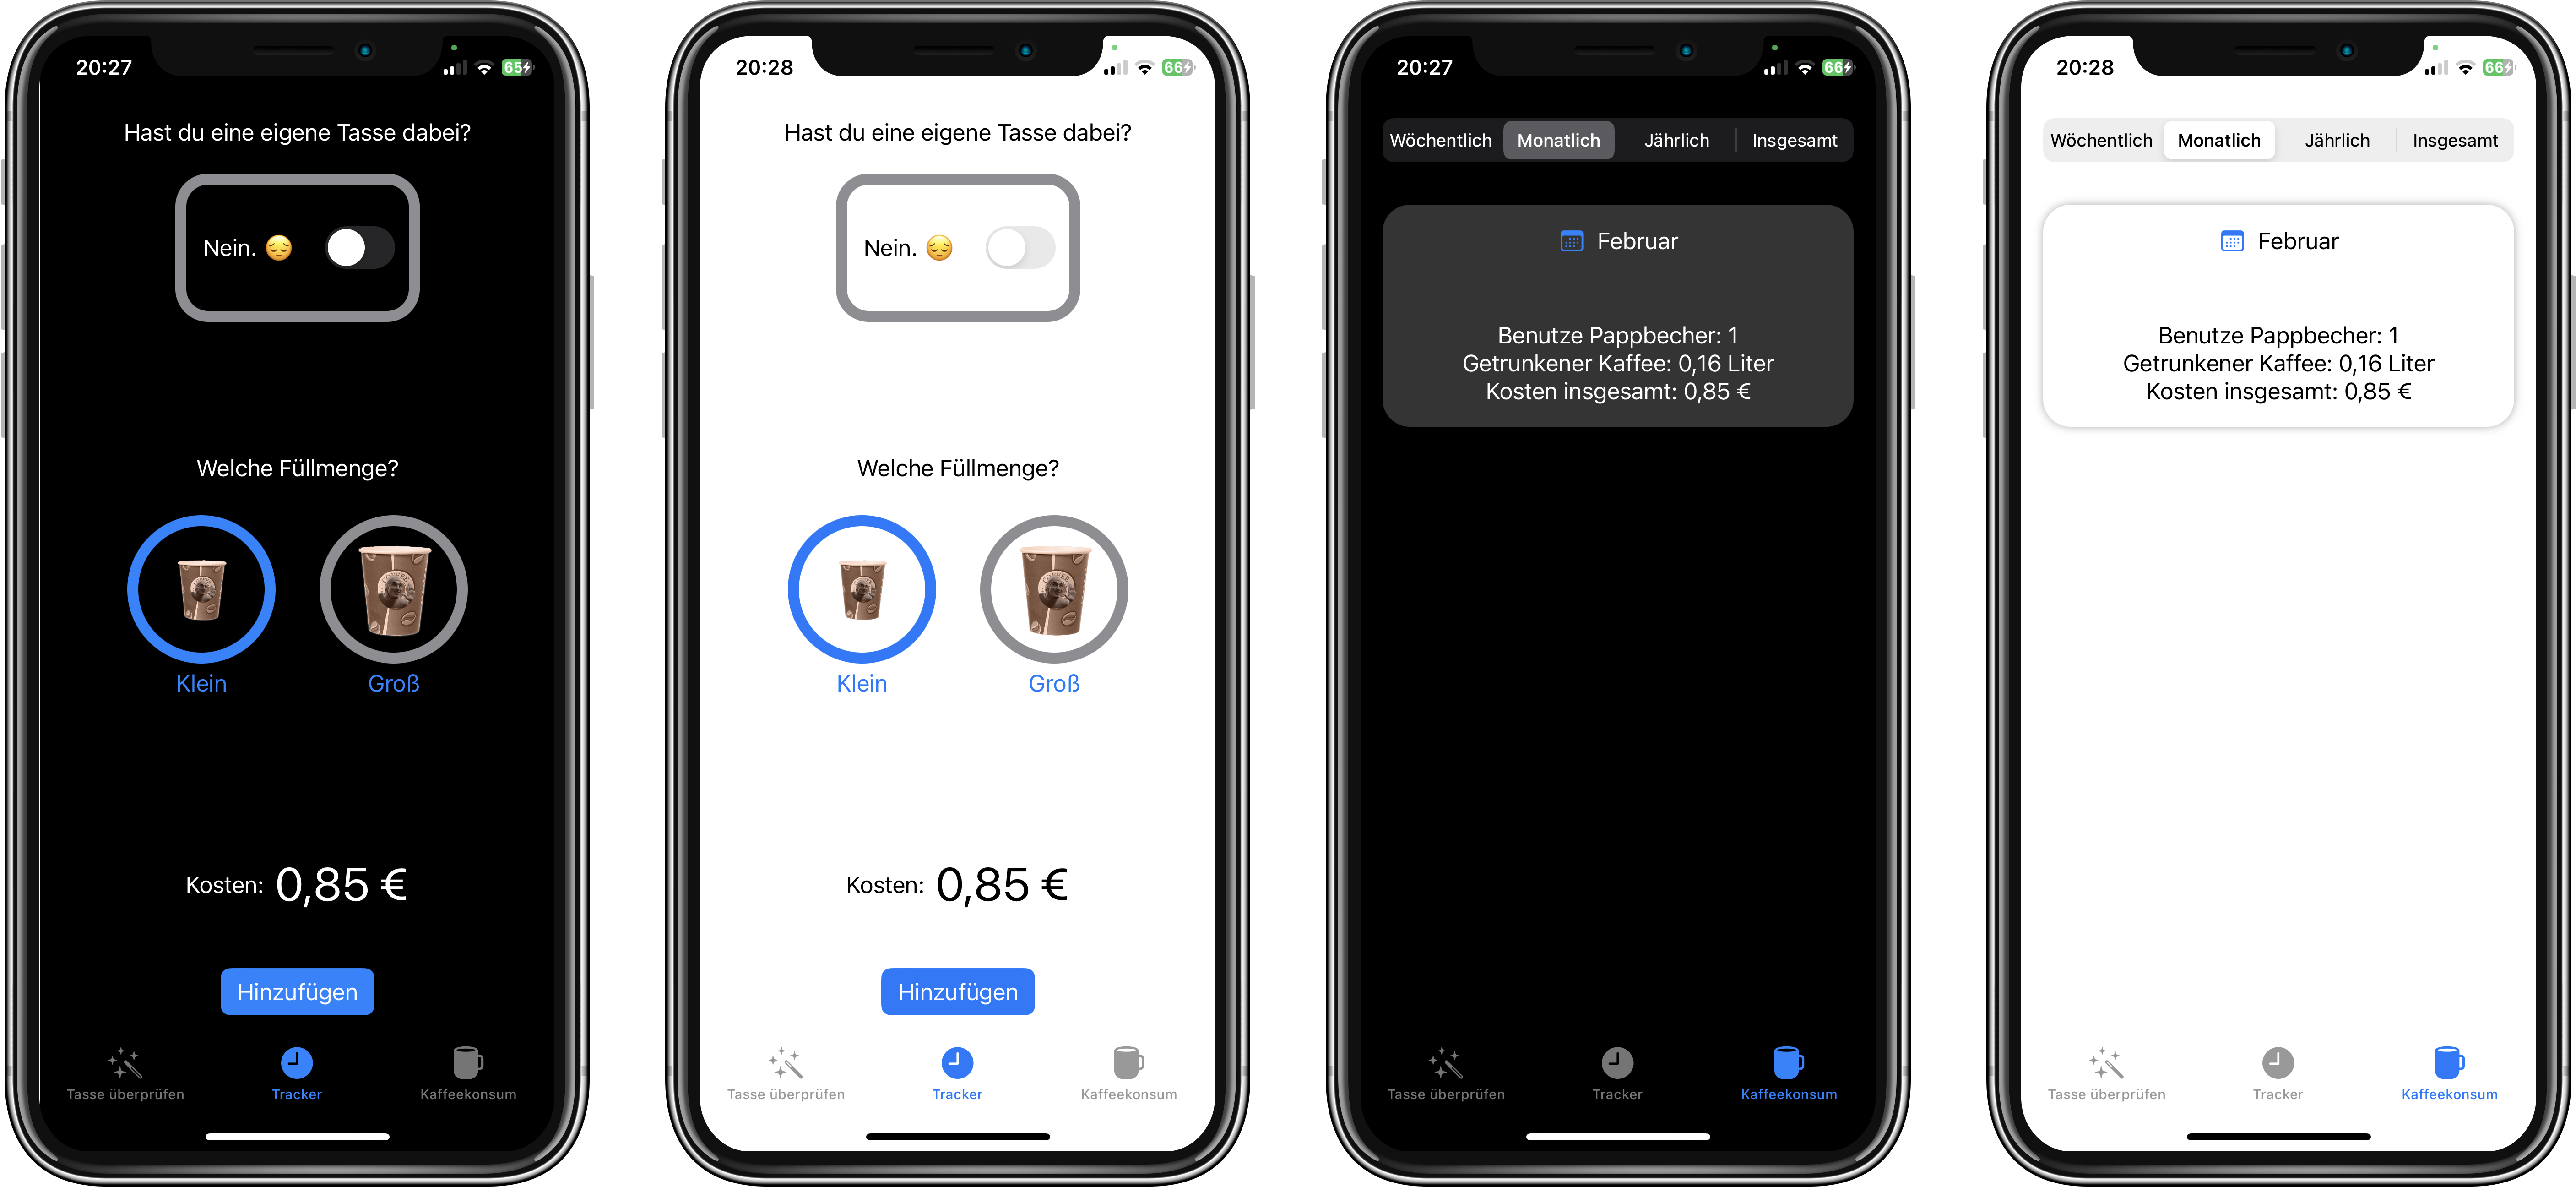 20:27
65
Hast du eine eigene Tasse dabei?
Nein. 😔
Welche Füllmenge?
Klein
Groß
Kosten: 0,85 €
Hinzufügen
Tasse überprüfen
Tracker
Kaffeekonsum
20:28
66
Hast du eine eigene Tasse dabei?
Nein. 😔
Welche Füllmenge?
Klein
Groß
Kosten: 0,85 €
Hinzufügen
Tasse überprüfen
Tracker
Kaffeekonsum
20:27
66
Wöchentlich
Monatlich
Jährlich
Insgesamt
Februar
Benutze Pappbecher: 1
Getrunkener Kaffee: 0,16 Liter
Kosten insgesamt: 0,85 €
Tasse überprüfen
Tracker
Kaffeekonsum
20:28
66
Wöchentlich
Monatlich
Jährlich
Insgesamt
Februar
Benutze Pappbecher: 1
Getrunkener Kaffee: 0,16 Liter
Kosten insgesamt: 0,85 €
Tasse überprüfen
Tracker
Kaffeekonsum